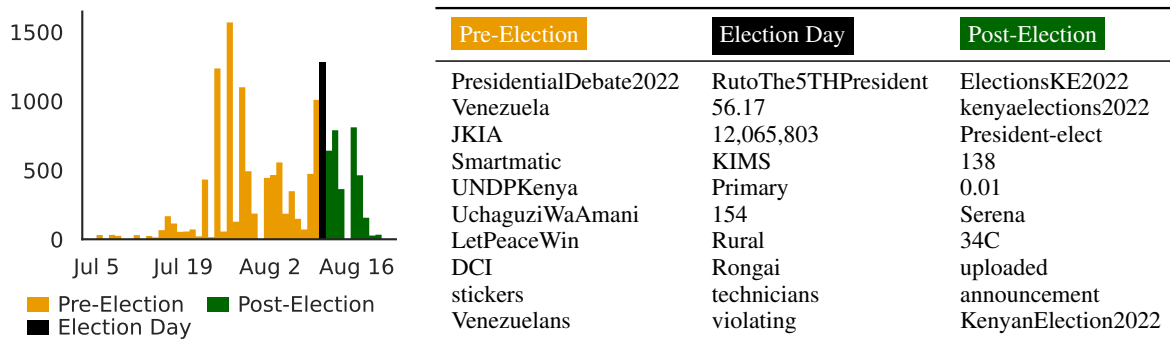 1500
1000
500
0
Jul 5 Jul 19 Aug 2 Aug 16
Pre-Election Post-Election
Election Day
Pre-Election Election Day Post-Election
PresidentialDebate2022 RutoThe5THPresident ElectionsKE2022
Venezuela 56.17 kenyaelections2022
JKIA 12,065,803 President-elect
Smartmatic KIMS 138
UNDPKenya Primary 0.01
UchaguziWaAmani 154 Serena
LetPeaceWin Rural 34C
DCI Rongai uploaded
stickers technicians announcement
Venezuelans violating KenyanElection2022